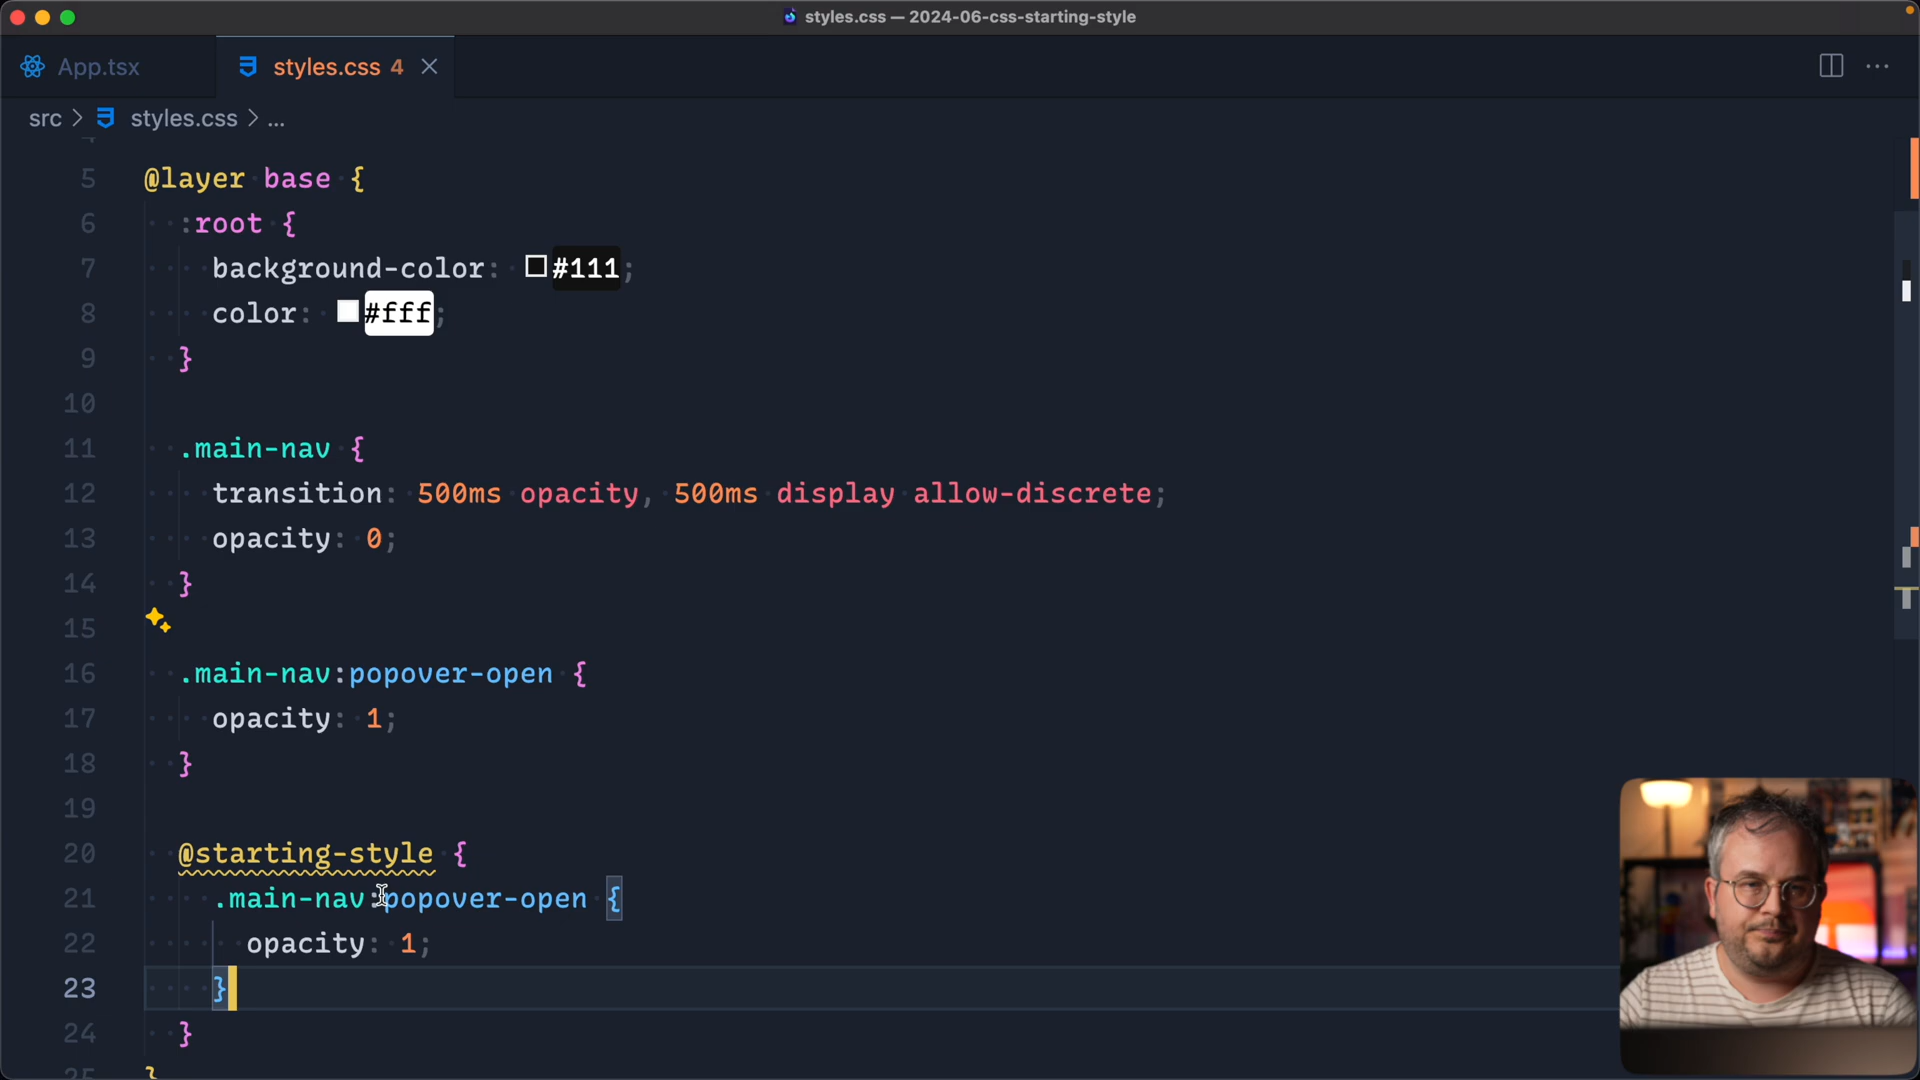 styles.css — 2024-06-css-starting-style
App.tsx
styles.css 4
src > styles.css > ...
5 @layer base {
6 :root {
7 background-color: #111;
8 color: #fff;
9 }
10
11 .main-nav {
12 transition: 500ms opacity, 500ms display allow-discrete;
13 opacity: 0;
14 }
15
16 .main-nav:popover-open {
17 opacity: 1;
18 }
19
20 @starting-style {
21 .main-nav:popover-open {
22 opacity: 1;
23 }
24 }
25 }